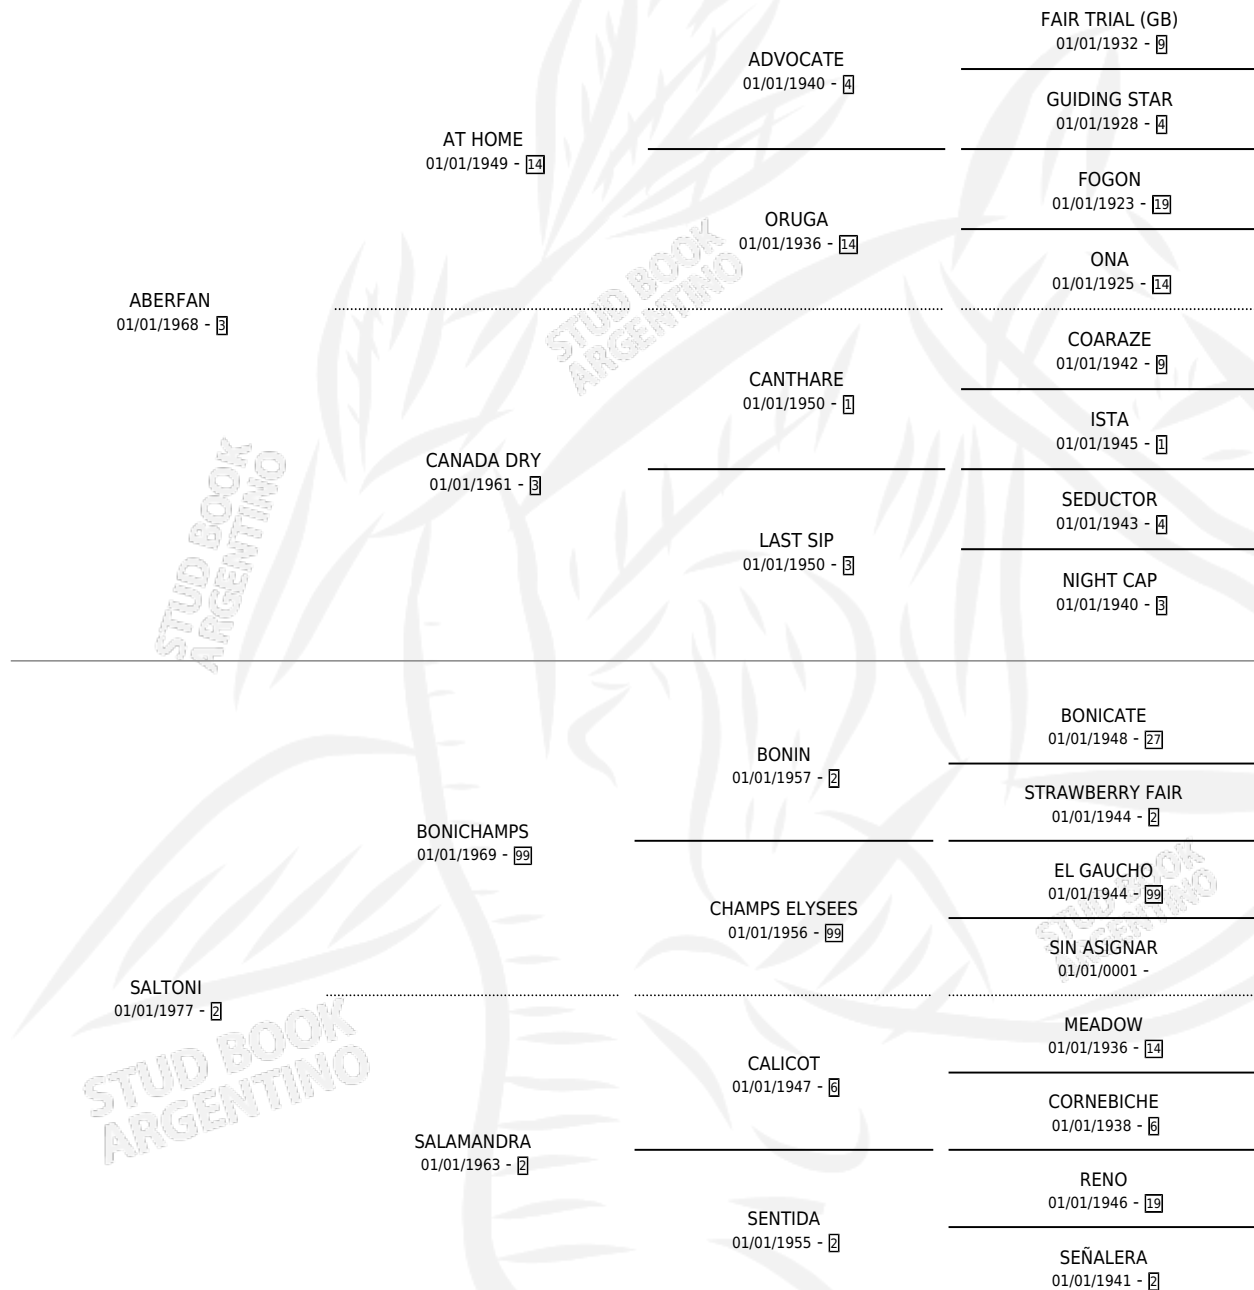 FAIR TRIAL (GB)
01/01/1932 - 9
ADVOCATE
01/01/1940 - 4
GUIDING STAR
01/01/1928 - 4
AT HOME
01/01/1949 - 14
FOGON
01/01/1923 - 19
ORUGA
01/01/1936 - 14
ONA
01/01/1925 - 14
STUD BOOK
ARGENTINO
ABERFAN
01/01/1968 - 3
COARAZE
01/01/1942 - 9
CANTHARE
01/01/1950 - 1
ISTA
01/01/1945 - 1
CANADA DRY
01/01/1961 - 3
SEDUCTOR
01/01/1943 - 4
LAST SIP
01/01/1950 - 3
NIGHT CAP
01/01/1940 - 3
STUD BOOK
ARGENTINO
BONICATE
01/01/1948 - 27
BONIN
01/01/1957 - 2
STRAWBERRY FAIR
01/01/1944 - 2
BONICHAMPS
01/01/1969 - 99
EL GAUCHO
01/01/1944 - 99
CHAMPS ELYSEES
01/01/1956 - 99
STUD BOOK
ARGENTINO
SIN ASIGNAR
01/01/0001 -
SALTONI
01/01/1977 - 2
MEADOW
01/01/1936 - 14
CALICOT
01/01/1947 - 6
STUD BOOK
ARGENTINO
CORNEBICHE
01/01/1938 - 6
SALAMANDRA
01/01/1963 - 2
RENO
01/01/1946 - 19
SENTIDA
01/01/1955 - 2
SEÑALERA
01/01/1941 - 2